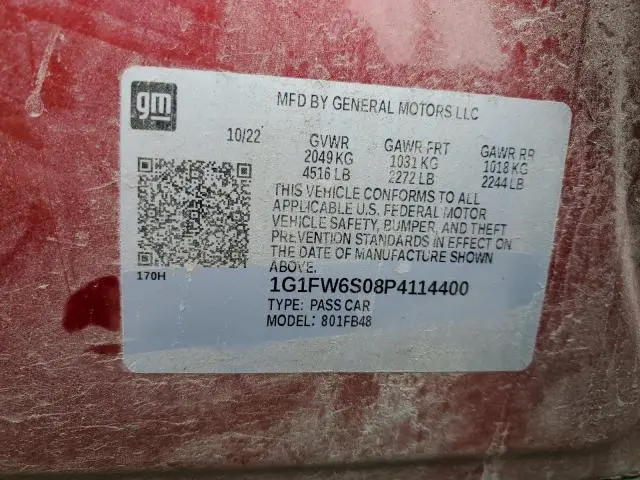 gm
MFD BY GENERAL MOTORS LLC
10/22 GVWR GAWR FRT GAWR RR
2049 KG 1031 KG 1018 KG
4516 LB 2272 LB 2244 LB
THIS VEHICLE CONFORMS TO ALL
APPLICABLE U.S. FEDERAL MOTOR
VEHICLE SAFETY, BUMPER, AND THEFT
PREVENTION STANDARDS IN EFFECT ON
THE DATE OF MANUFACTURE SHOWN
ABOVE.
170H
1G1FW6S08P4114400
TYPE: PASS CAR
MODEL: 801FB48